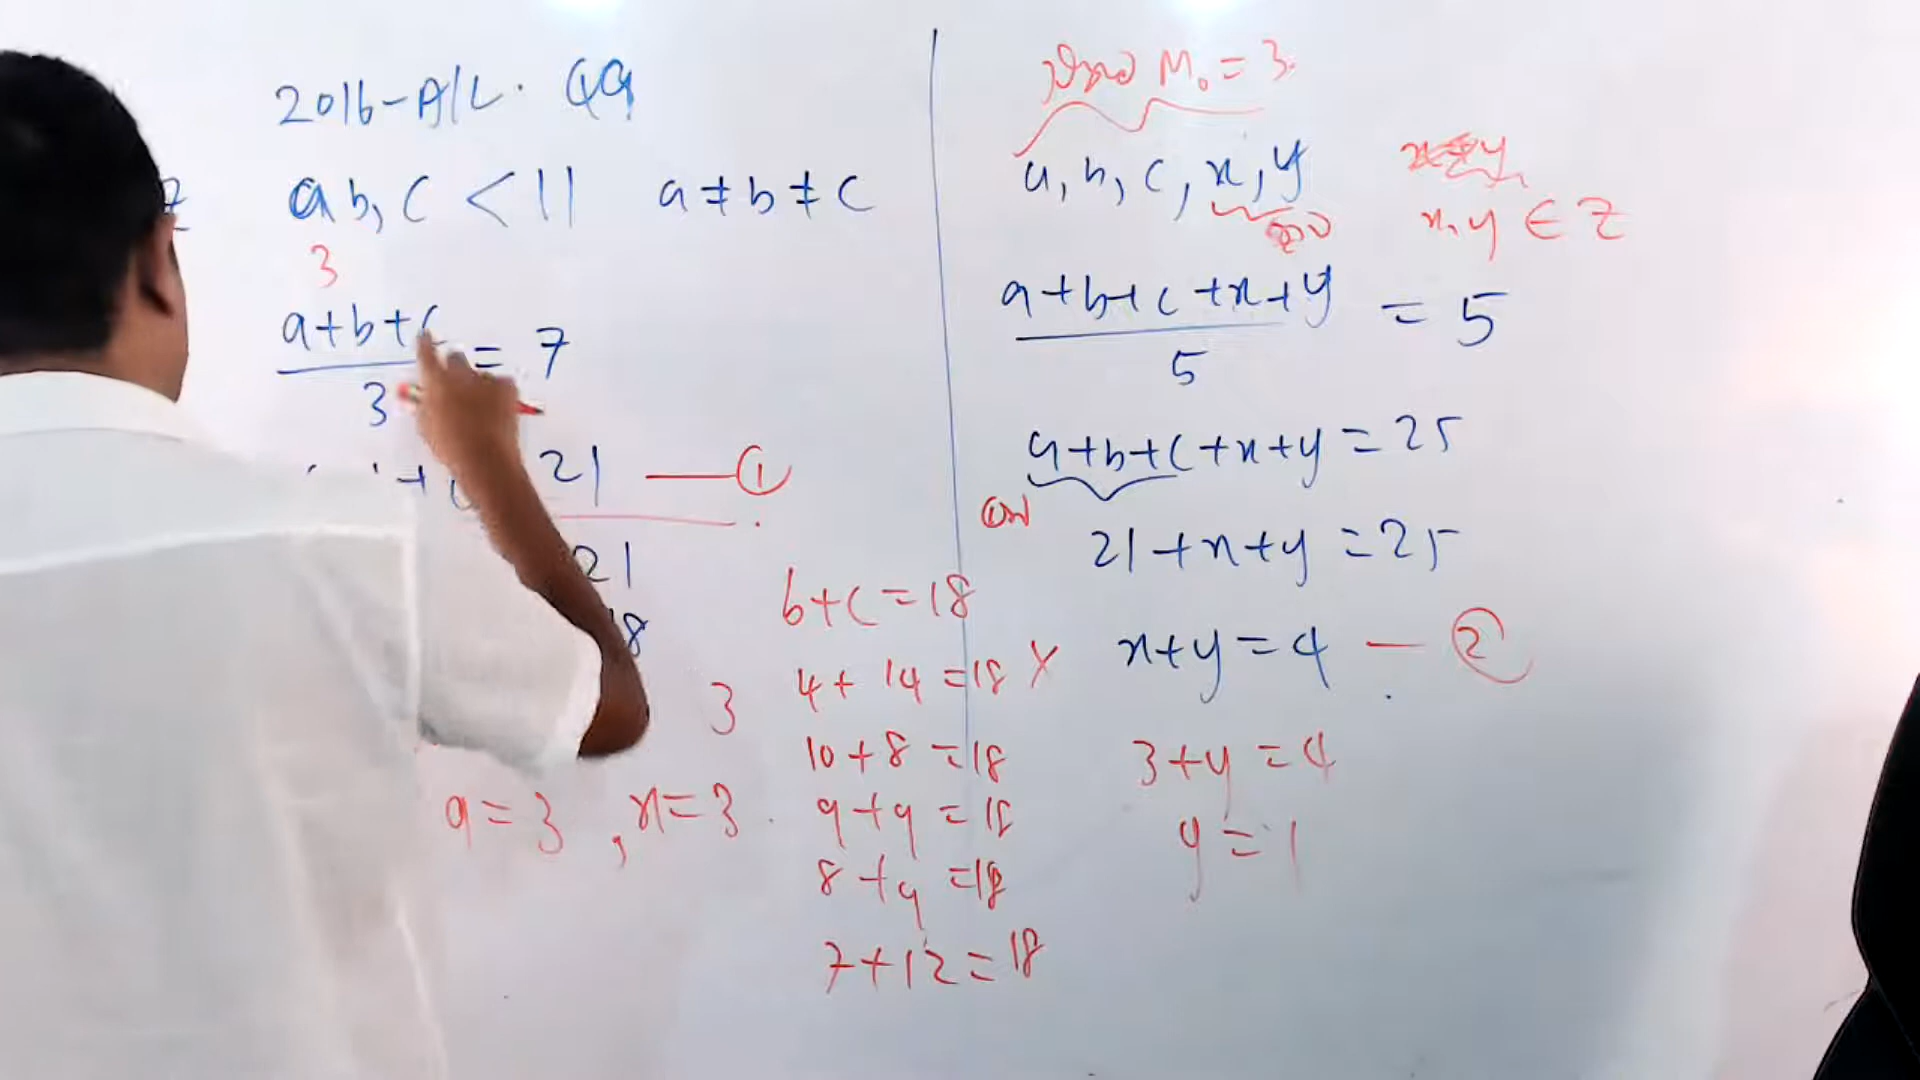 2016-A/L. Q9
a b, c < 11 a ≠ b ≠ c
3
a+b+c
3
= 7
21 —— ①
21
18
3
a=3, x=3
b+c=18
4+14=18 X
10+8=18
9+9=18
8+9=18
7+12=18
M₀ = 3
a, b, c, x, y
x, y ∈ Z
a+b+c+x+y
5
= 5
a+b+c+x+y=25
21+x+y=25
x+y=4 — ②
3+y=4
y=1